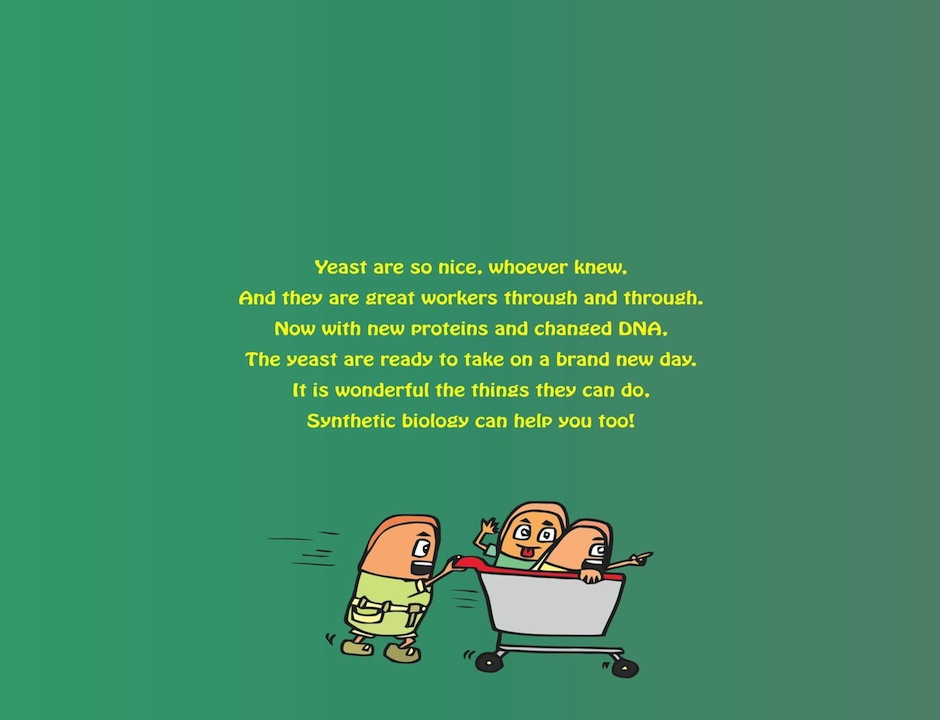 Yeast are so nice, whoever knew,
And they are great workers through and through.
Now with new proteins and changed DNA,
The yeast are ready to take on a brand new day.
It is wonderful the things they can do,
Synthetic biology can help you too!